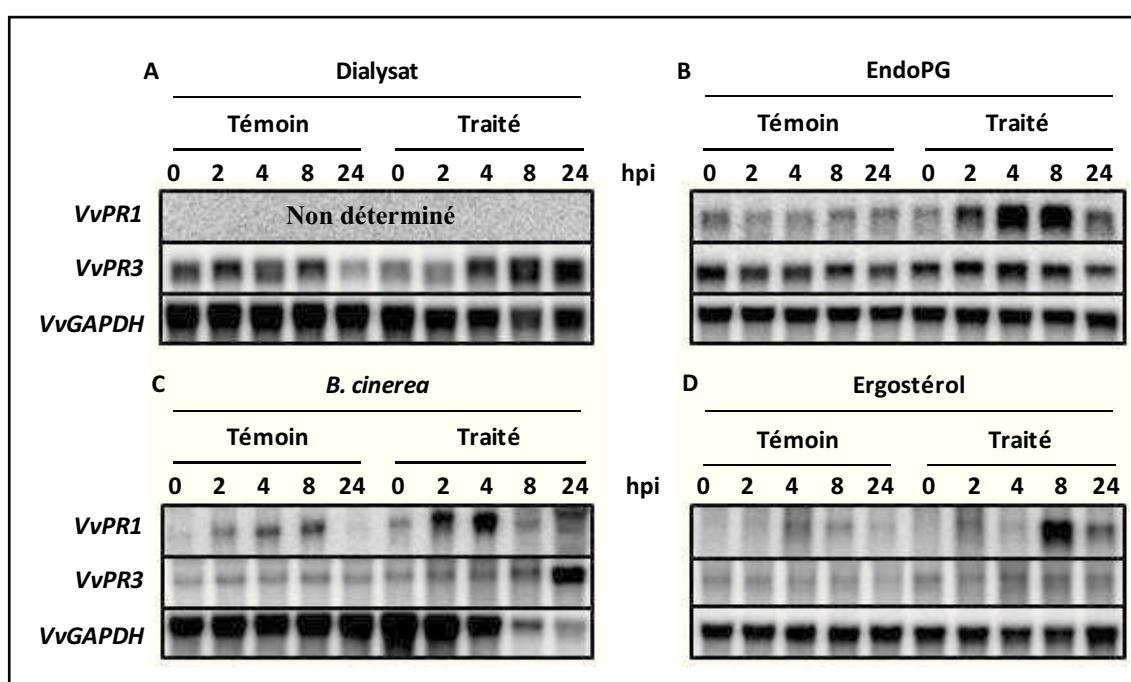 A Dialysat
Témoin Traité
0 2 4 8 24 0 2 4 8 24 hpi
VvPR1 Non déterminé
VvPR3
VvGAPDH
B EndoPG
Témoin Traité
0 2 4 8 24 0 2 4 8 24
C B. cinerea
Témoin Traité
0 2 4 8 24 0 2 4 8 24 hpi
VvPR1
VvPR3
VvGAPDH
D Ergostérol
Témoin Traité
0 2 4 8 24 0 2 4 8 24